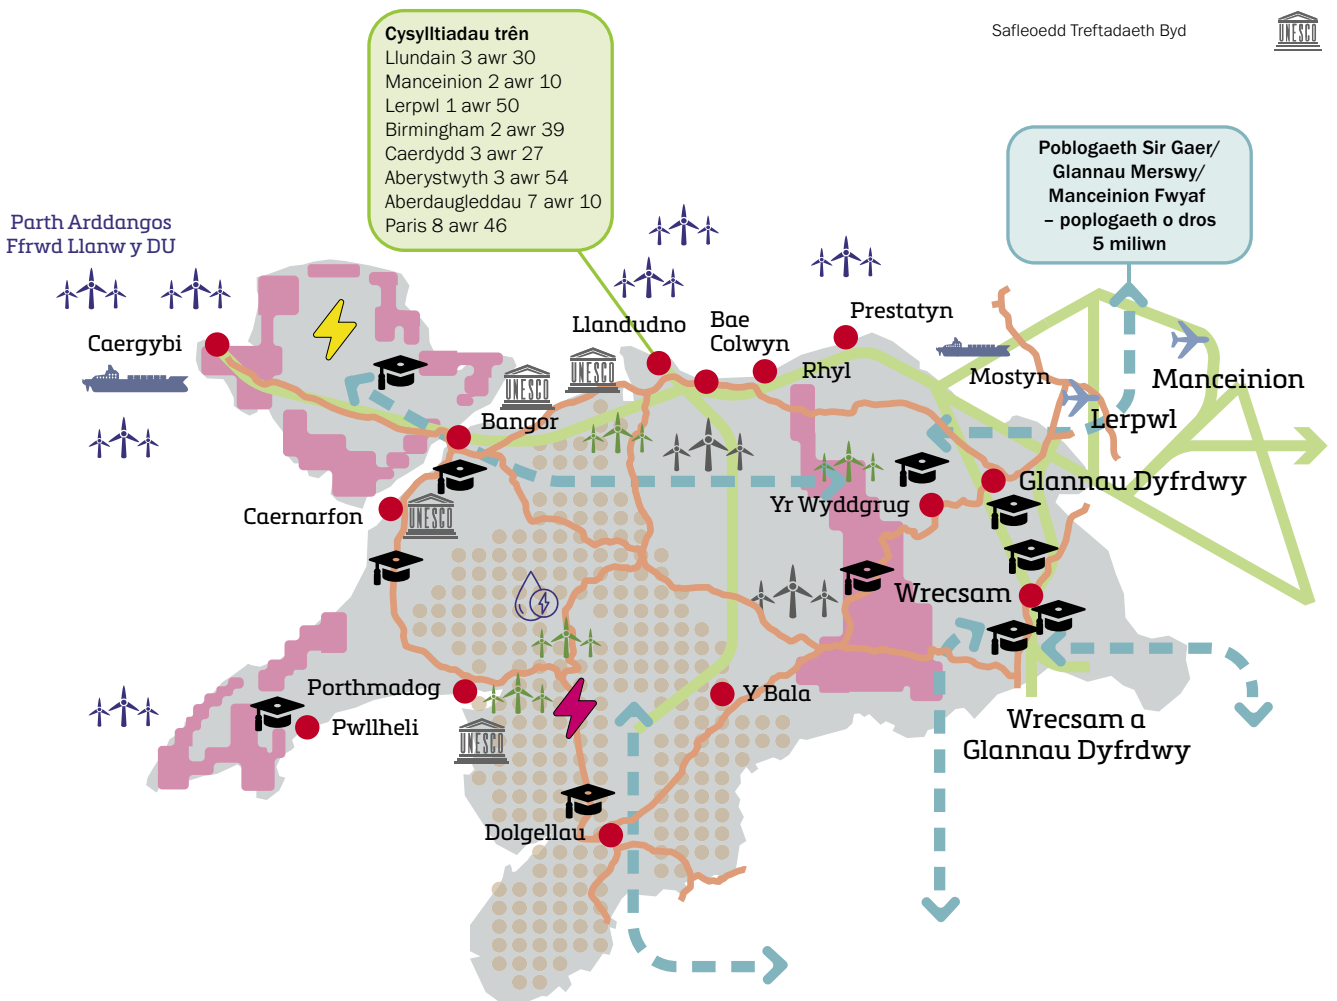 Cysylltiadau trên
Llundain 3 awr 30
Manceinion 2 awr 10
Lerpwl 1 awr 50
Birmingham 2 awr 39
Caerdydd 3 awr 27
Aberystwyth 3 awr 54
Aberdaugleddau 7 awr 10
Paris 8 awr 46
Safleoedd Treftadaeth Byd
UNESCO
Poblogaeth Sir Gaer/
Glannau Merswy/
Manceinion Fwyaf
– poplogaeth o dros
5 miliwn
Parth Arddangos
Ffrwd Llanw y DU
Caergybi
Llandudno
Bae
Colwyn
Prestatyn
Rhyl
Mostyn
Manceinion
Lerpwl
UNESCO
UNESCO
Bangor
Glannau Dyfrdwy
Yr Wyddgrug
Caernarfon
UNESCO
Wrecsam
Porthmadog
Y Bala
Pwllheli
UNESCO
Wrecsam a
Glannau Dyfrdwy
Dolgellau